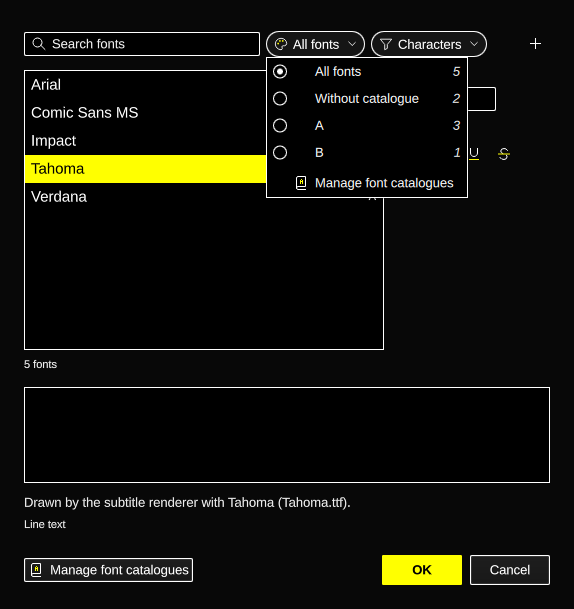 Search fonts
All fonts
Characters
Arial
Comic Sans MS
Impact
Tahoma
Verdana
All fonts 5
Without catalogue 2
A 3
B 1
Manage font catalogues
U S
5 fonts
Drawn by the subtitle renderer with Tahoma (Tahoma.ttf).
Line text
Manage font catalogues
OK
Cancel